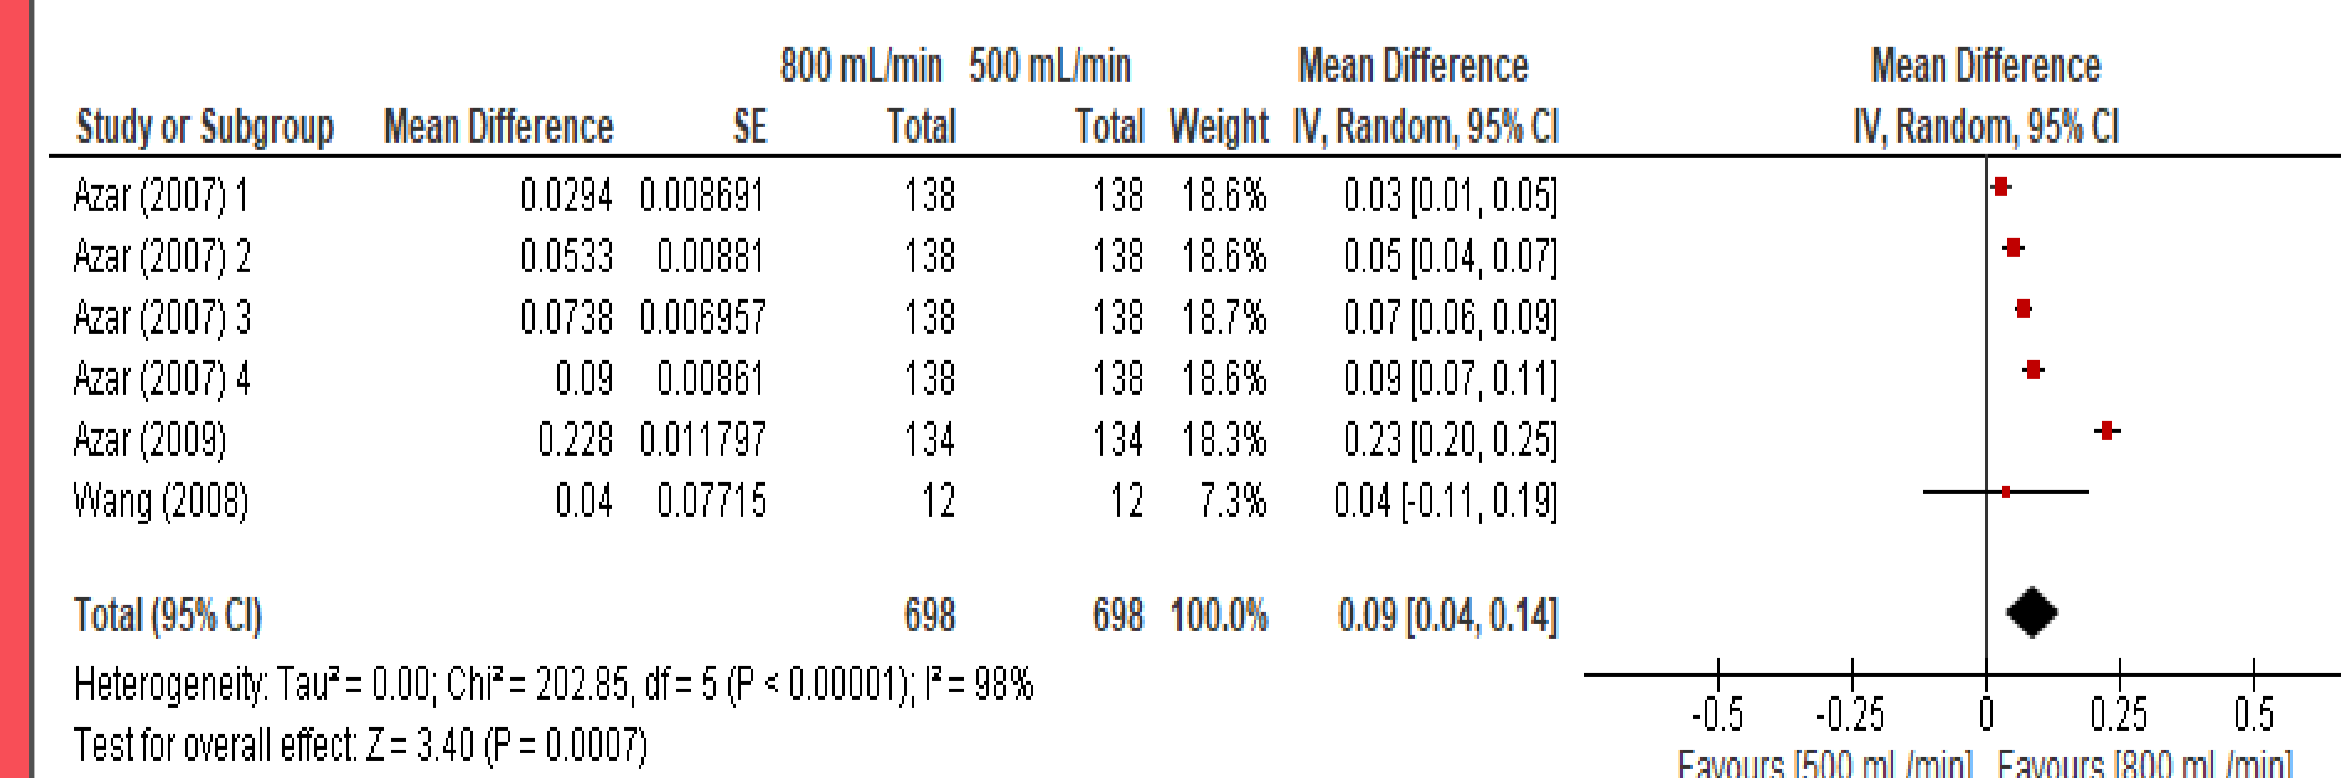 800 mL/min 500 mL/min Mean Difference Mean Difference
Study or Subgroup Mean Difference SE Total Total Weight IV, Random, 95% CI IV, Random, 95% CI
Azar (2007) 1 0.0294 0.008691 138 138 18.6% 0.03 [0.01, 0.05]
Azar (2007) 2 0.0533 0.00881 138 138 18.6% 0.05 [0.04, 0.07]
Azar (2007) 3 0.0738 0.006957 138 138 18.7% 0.07 [0.06, 0.09]
Azar (2007) 4 0.09 0.00861 138 138 18.6% 0.09 [0.07, 0.11]
Azar (2009) 0.228 0.011797 134 134 18.3% 0.23 [0.20, 0.25]
Wang (2008) 0.04 0.07715 12 12 7.3% 0.04 [-0.11, 0.19]
Total (95% CI) 698 698 100.0% 0.09 [0.04, 0.14]
Heterogeneity: Tau² = 0.00; Chi² = 202.85, df = 5 (P < 0.00001); I² = 98%
Test for overall effect: Z = 3.40 (P = 0.0007)
-0.5 -0.25 0 0.25 0.5
Favours [500 mL/min] Favours [800 mL/min]